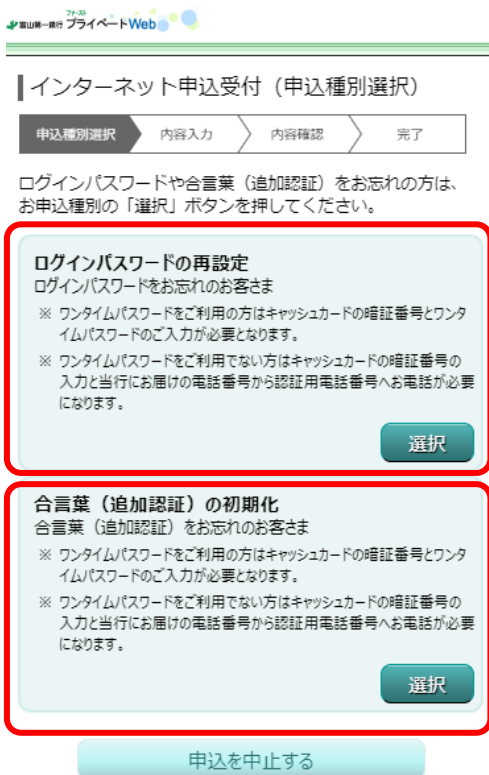 富山第一銀行 ファースト プライベートWeb
インターネット申込受付（申込種別選択）
申込種別選択 内容入力 内容確認 完了
ログインパスワードや合言葉（追加認証）をお忘れの方は、
お申込種別の「選択」ボタンを押してください。
ログインパスワードの再設定
ログインパスワードをお忘れのお客さま
※ ワンタイムパスワードをご利用の方はキャッシュカードの暗証番号とワンタ
イムパスワードのご入力が必要となります。
※ ワンタイムパスワードをご利用でない方はキャッシュカードの暗証番号の
入力と当行にお届けの電話番号から認証用電話番号へお電話が必要
になります。
選択
合言葉（追加認証）の初期化
合言葉（追加認証）をお忘れのお客さま
※ ワンタイムパスワードをご利用の方はキャッシュカードの暗証番号とワンタ
イムパスワードのご入力が必要となります。
※ ワンタイムパスワードをご利用でない方はキャッシュカードの暗証番号の
入力と当行にお届けの電話番号から認証用電話番号へお電話が必要
になります。
選択
申込を中止する